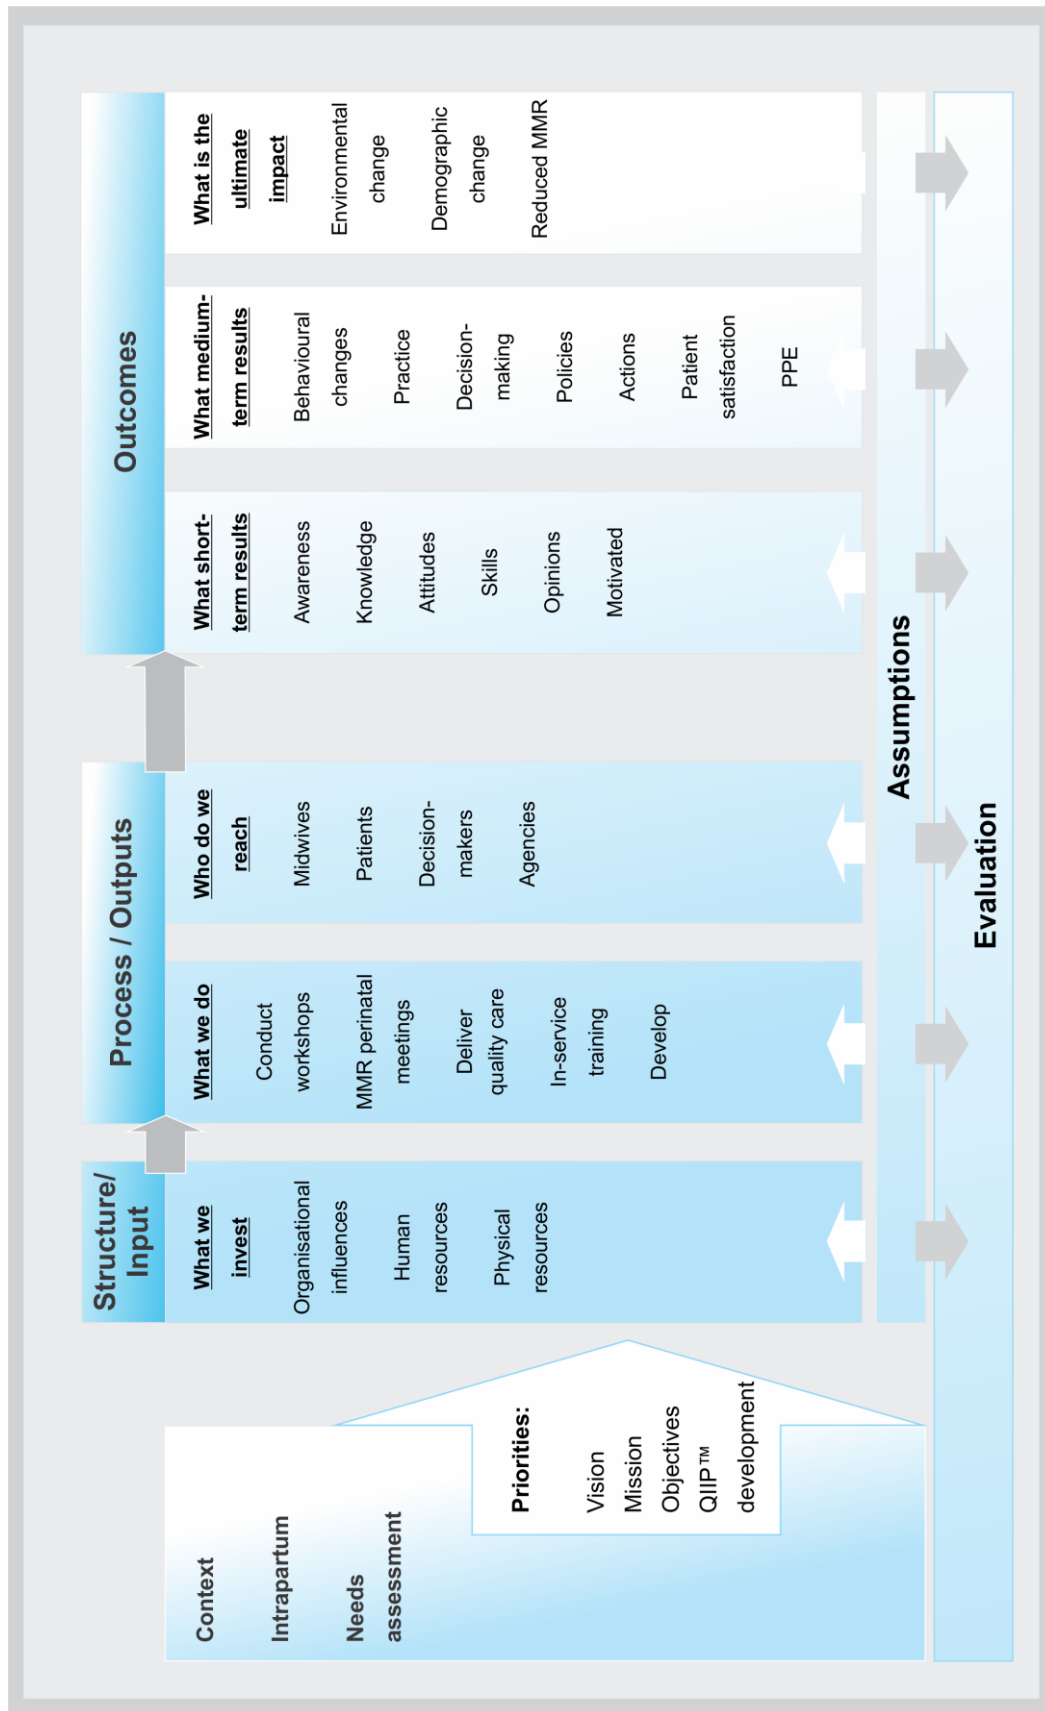 Context
Intrapartum
Needs
assessment
Priorities:
Vision
Mission
Objectives
QIIP™
development
Structure/
Input
What we
invest
Organisational
influences
Human
resources
Physical
resources
Process / Outputs
What we do
Conduct
workshops
MMR perinatal
meetings
Deliver
quality care
In-service
training
Develop
Who do we
reach
Midwives
Patients
Decision-
makers
Agencies
Outcomes
What short-
term results
Awareness
Knowledge
Attitudes
Skills
Opinions
Motivated
What medium-
term results
Behavioural
changes
Practice
Decision-
making
Policies
Actions
Patient
satisfaction
PPE
What is the
ultimate
impact
Environmental
change
Demographic
change
Reduced MMR
Assumptions
Evaluation